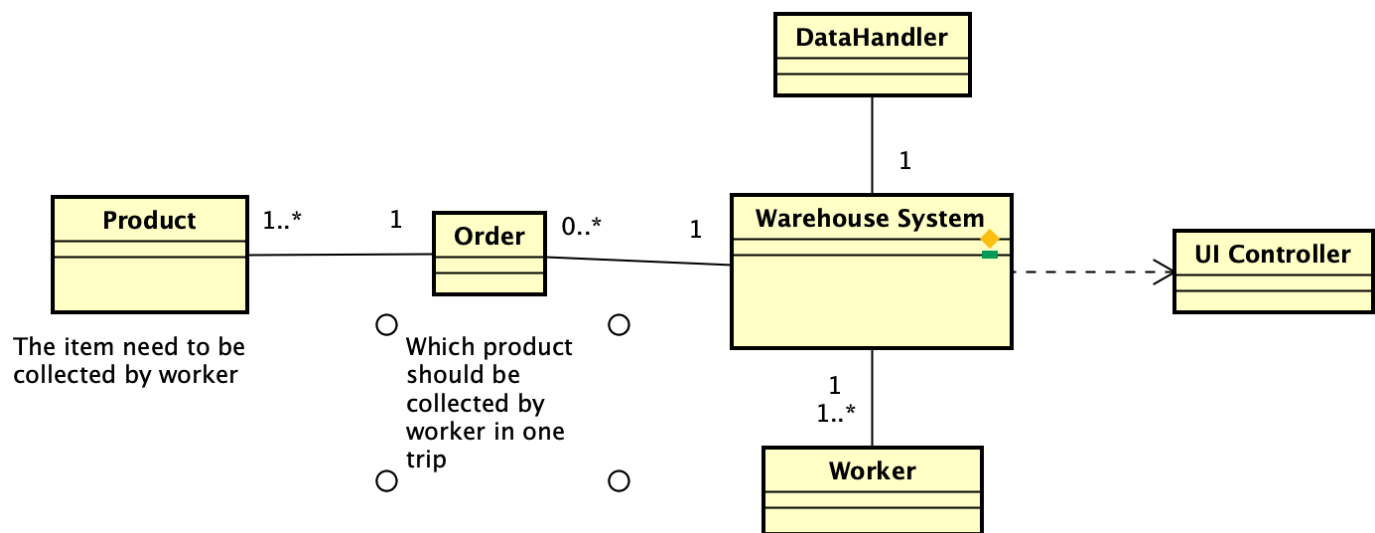 DataHandler
1
Product
1..*
1
Order
0..*
1
Warehouse System
UI Controller
The item need to be
collected by worker
Which product
should be
collected by
worker in one
trip
1
1..*
Worker